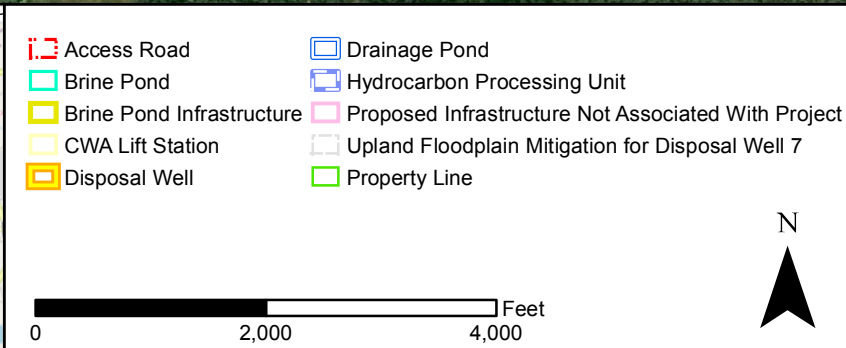 Access Road
Brine Pond
Brine Pond Infrastructure
CWA Lift Station
Disposal Well
Drainage Pond
Hydrocarbon Processing Unit
Proposed Infrastructure Not Associated With Project
Upland Floodplain Mitigation for Disposal Well 7
Property Line
N
Feet
0 2,000 4,000